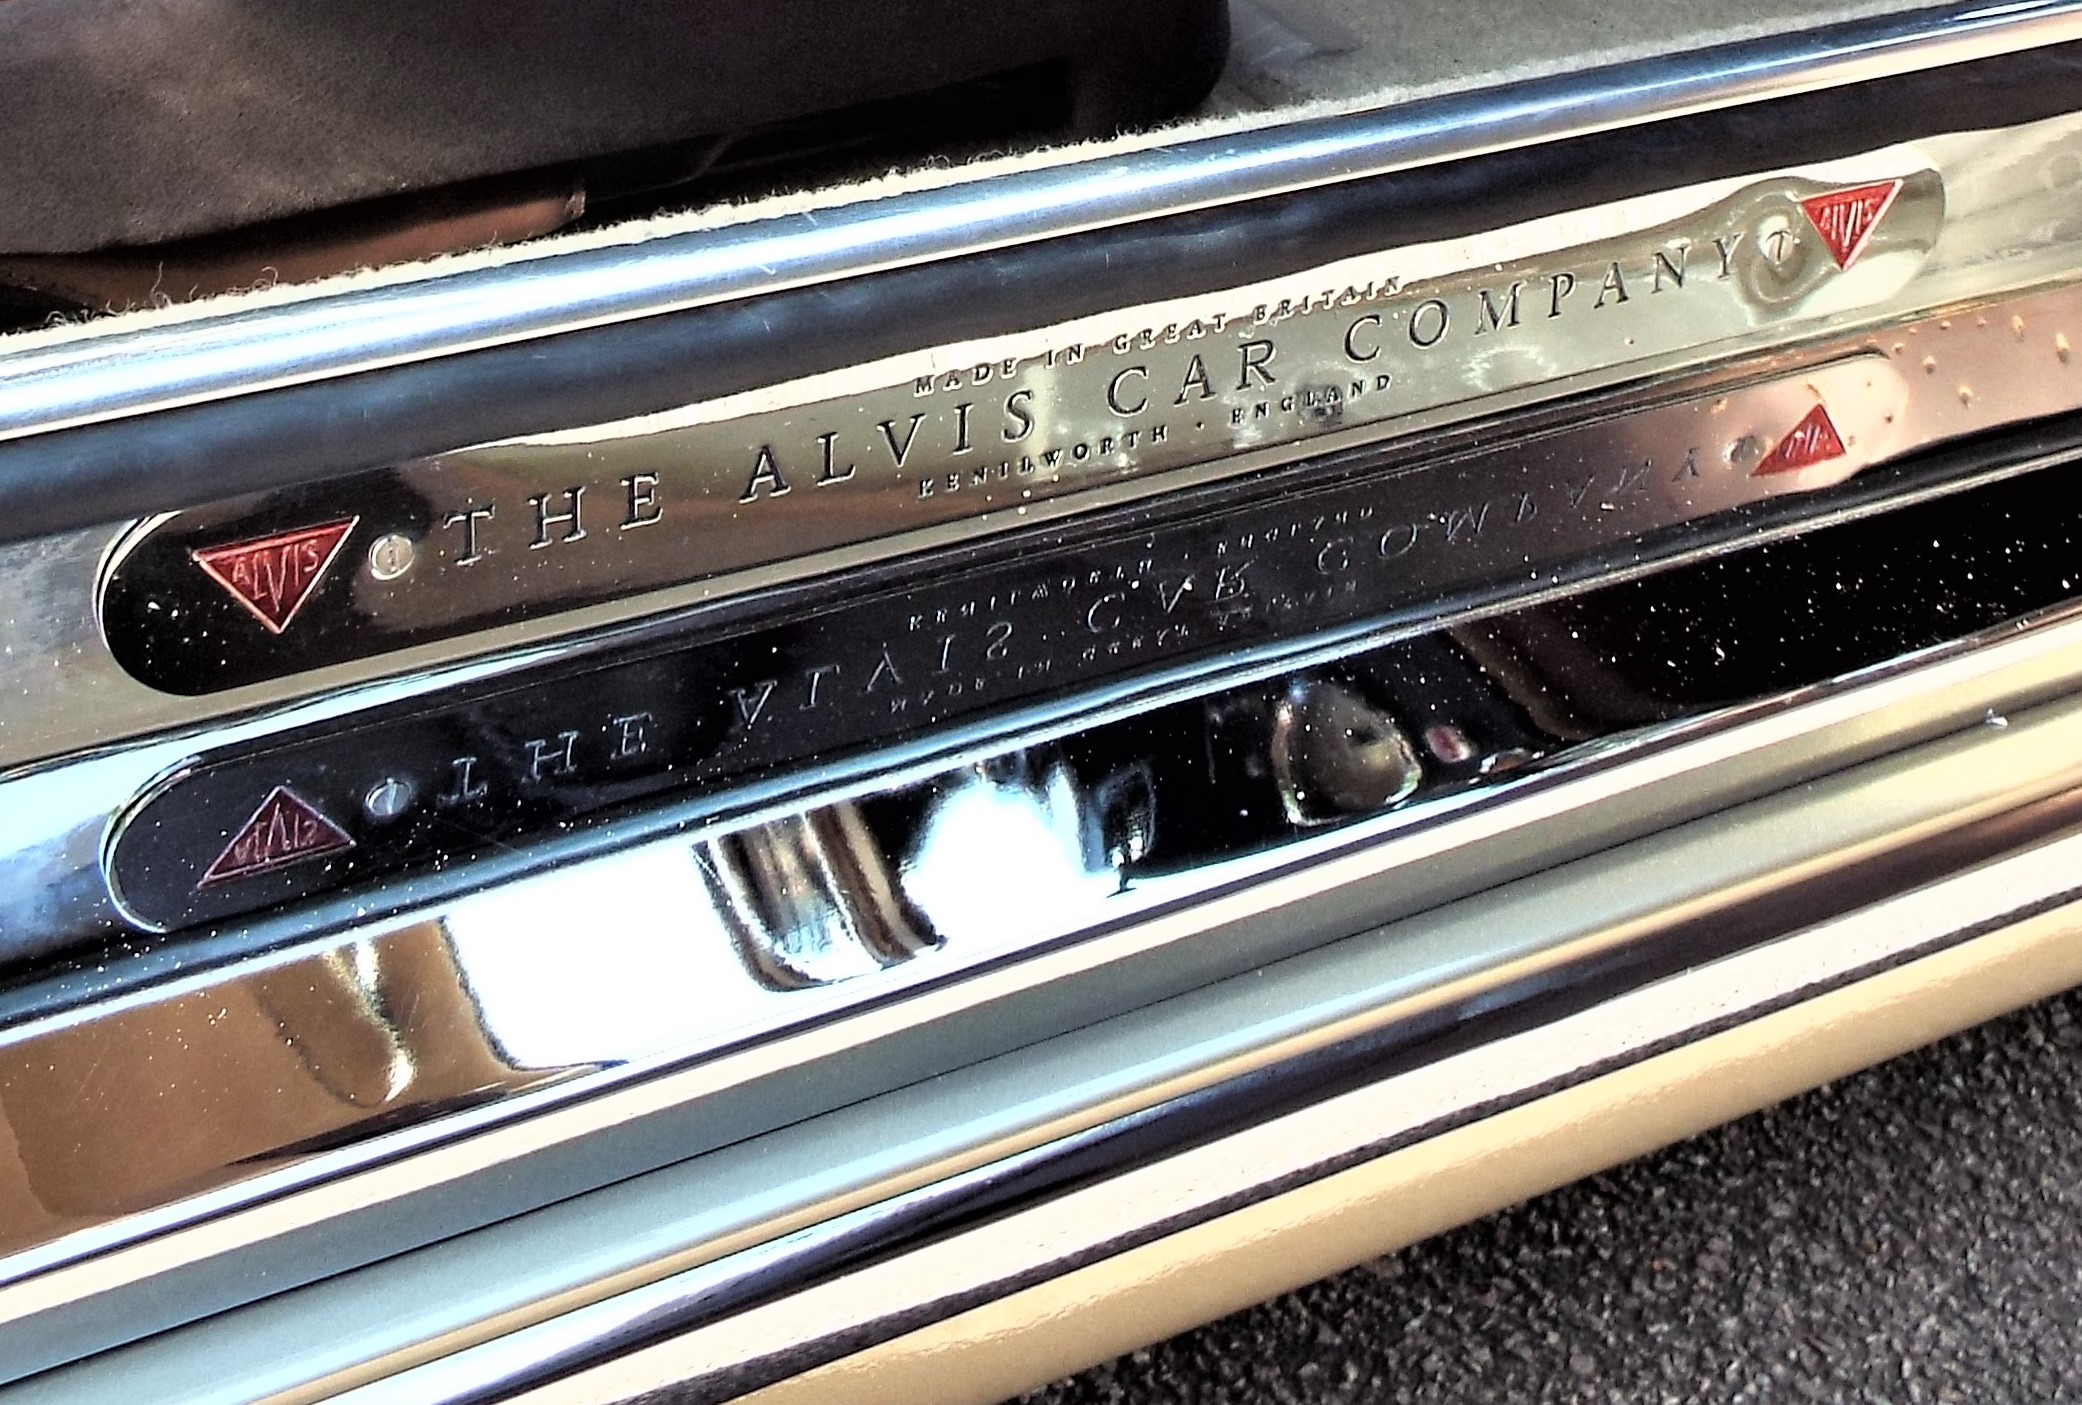 MADE IN GREAT BRITAIN
ALVIS THE ALVIS CAR COMPANY ALVIS
KENILWORTH · ENGLAND